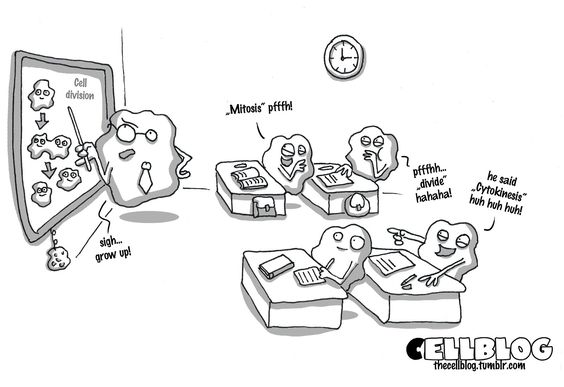 Cell
division
„Mitosis" pfffh!
pffffhh...
„divide"
hahaha!
he said
„Cytokinesis"
huh huh huh!
sigh...
grow up!
CELLBLOG
thecellblog.tumblr.com